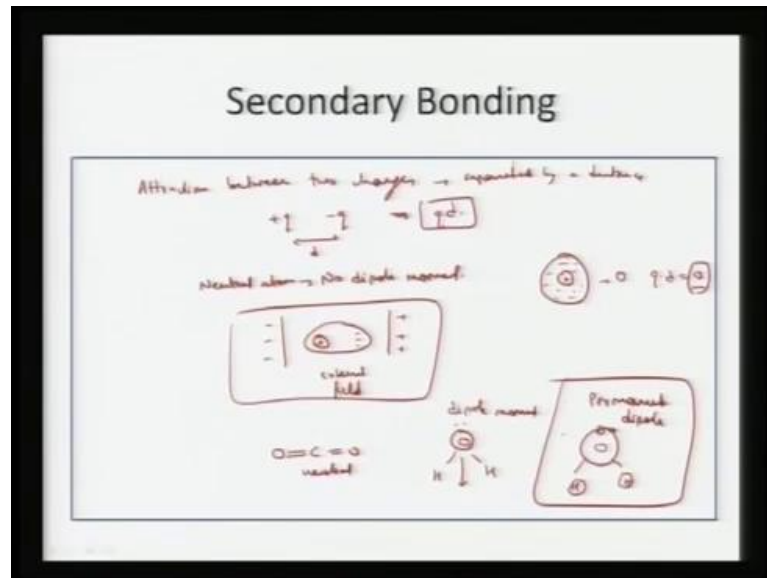 Secondary Bonding
Attraction between two charges → separated by a distance
+q -q → q.d.
d
Neutral atom → No dipole moment
→ 0 q.d = 0
- +
- +
- +
external
field
O=C=O
neutral
dipole moment
O
H H
Permanent
dipole
O
H